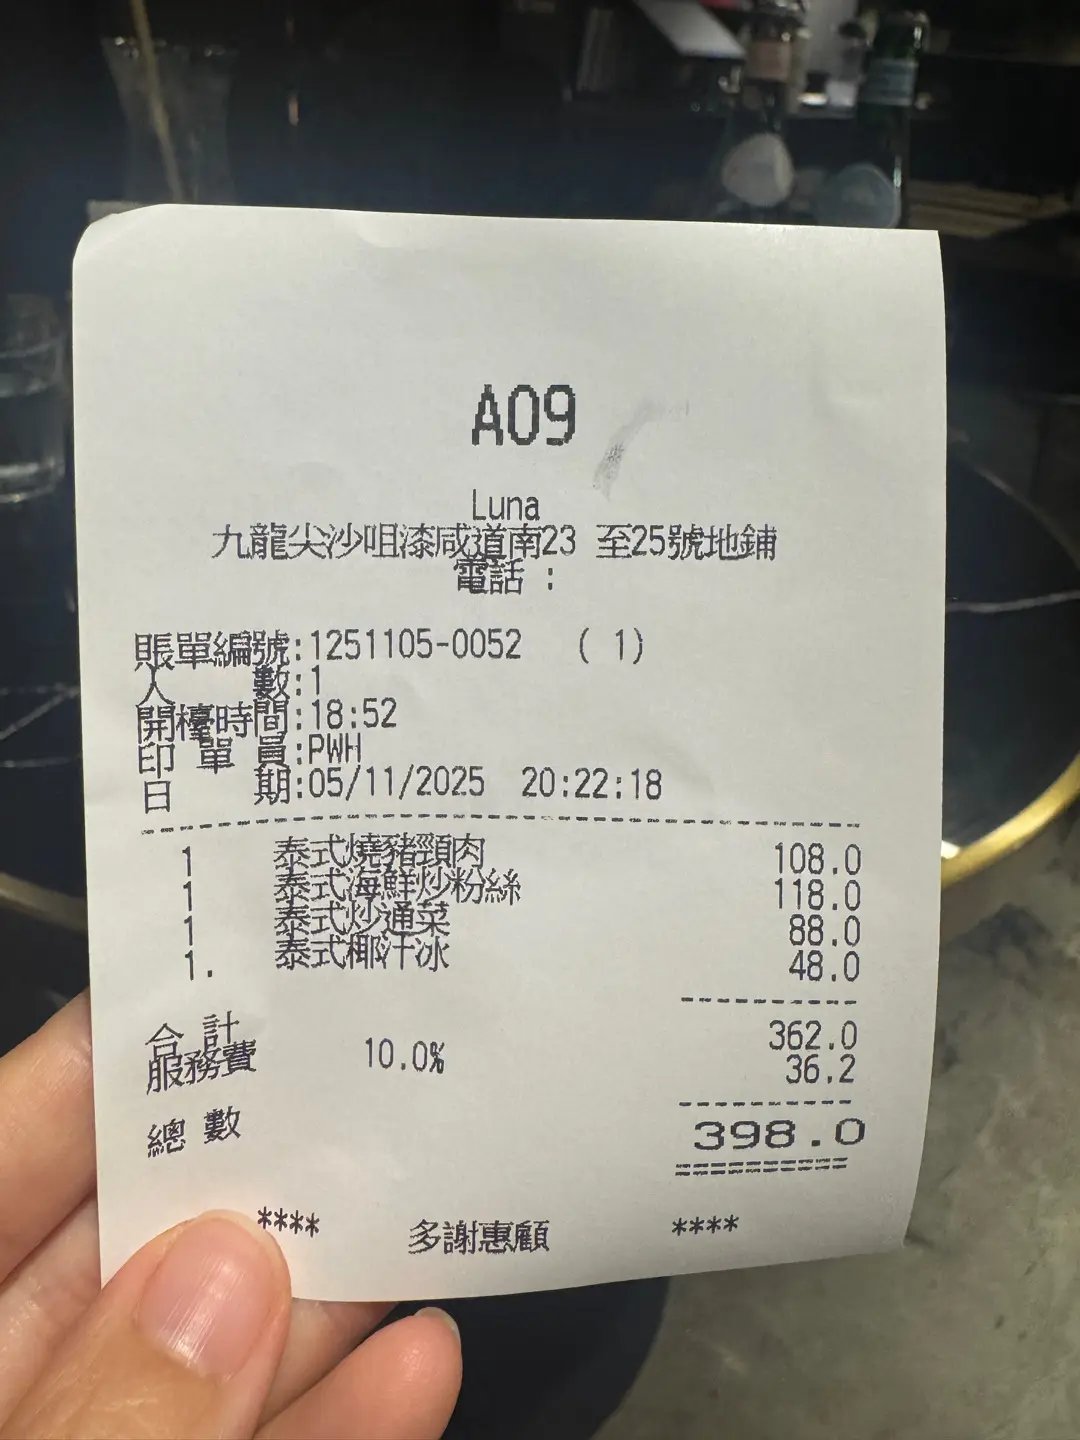 A09
Luna
九龍尖沙咀漆咸道南23 至25號地鋪
電話 :
賬單編號:1251105-0052 ( 1)
人 數:1
開檯時間:18:52
印 單 員:PWH
日 期:05/11/2025 20:22:18
1 泰式燒豬頸肉 108.0
1 泰式海鮮炒粉絲 118.0
1 泰式炒通菜 88.0
1. 泰式椰汁冰 48.0
合 計 362.0
服務費 10.0% 36.2
總 數 398.0
**** 多謝惠顧 ****